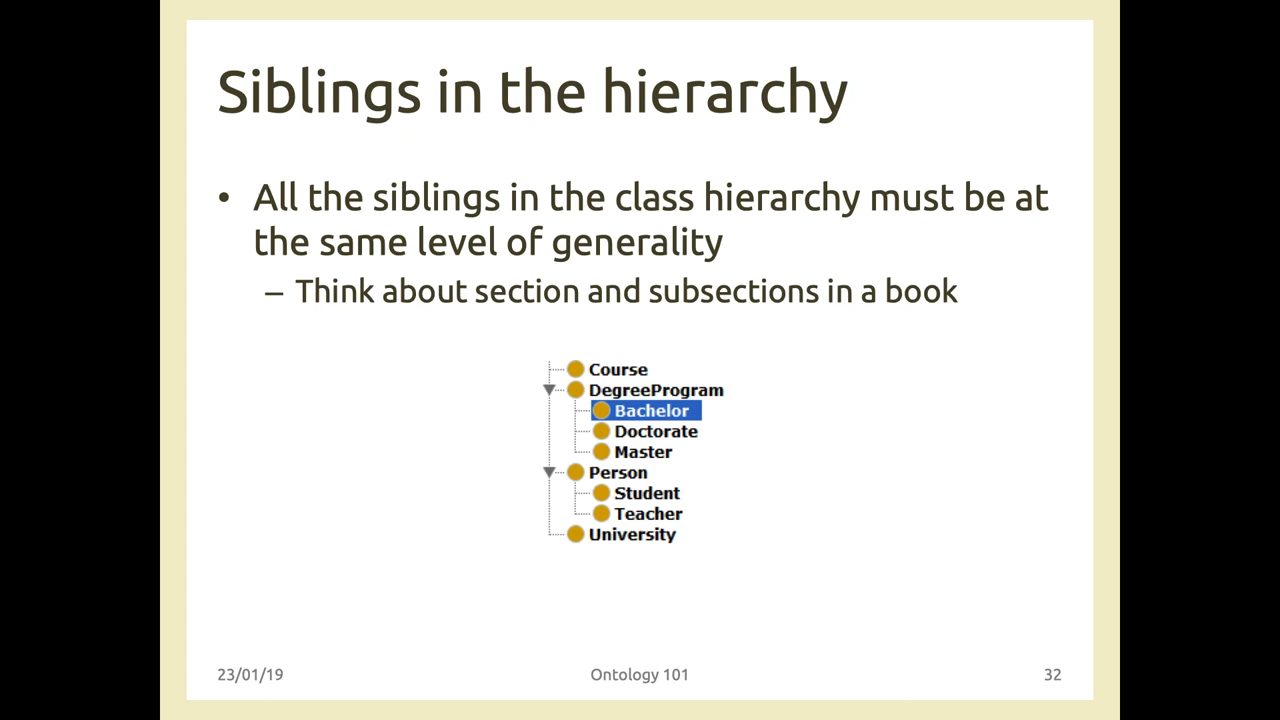 Siblings in the hierarchy
• All the siblings in the class hierarchy must be at
the same level of generality
– Think about section and subsections in a book
Course
DegreeProgram
Bachelor
Doctorate
Master
Person
Student
Teacher
University
23/01/19
Ontology 101
32